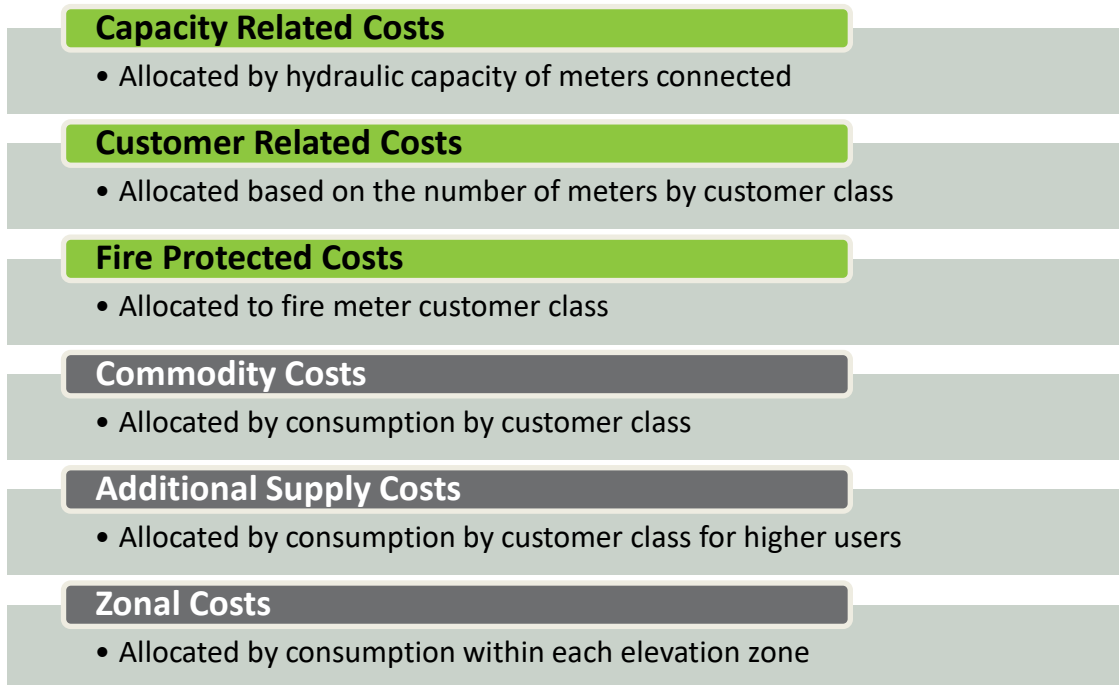 Capacity Related Costs
• Allocated by hydraulic capacity of meters connected
Customer Related Costs
• Allocated based on the number of meters by customer class
Fire Protected Costs
• Allocated to fire meter customer class
Commodity Costs
• Allocated by consumption by customer class
Additional Supply Costs
• Allocated by consumption by customer class for higher users
Zonal Costs
• Allocated by consumption within each elevation zone